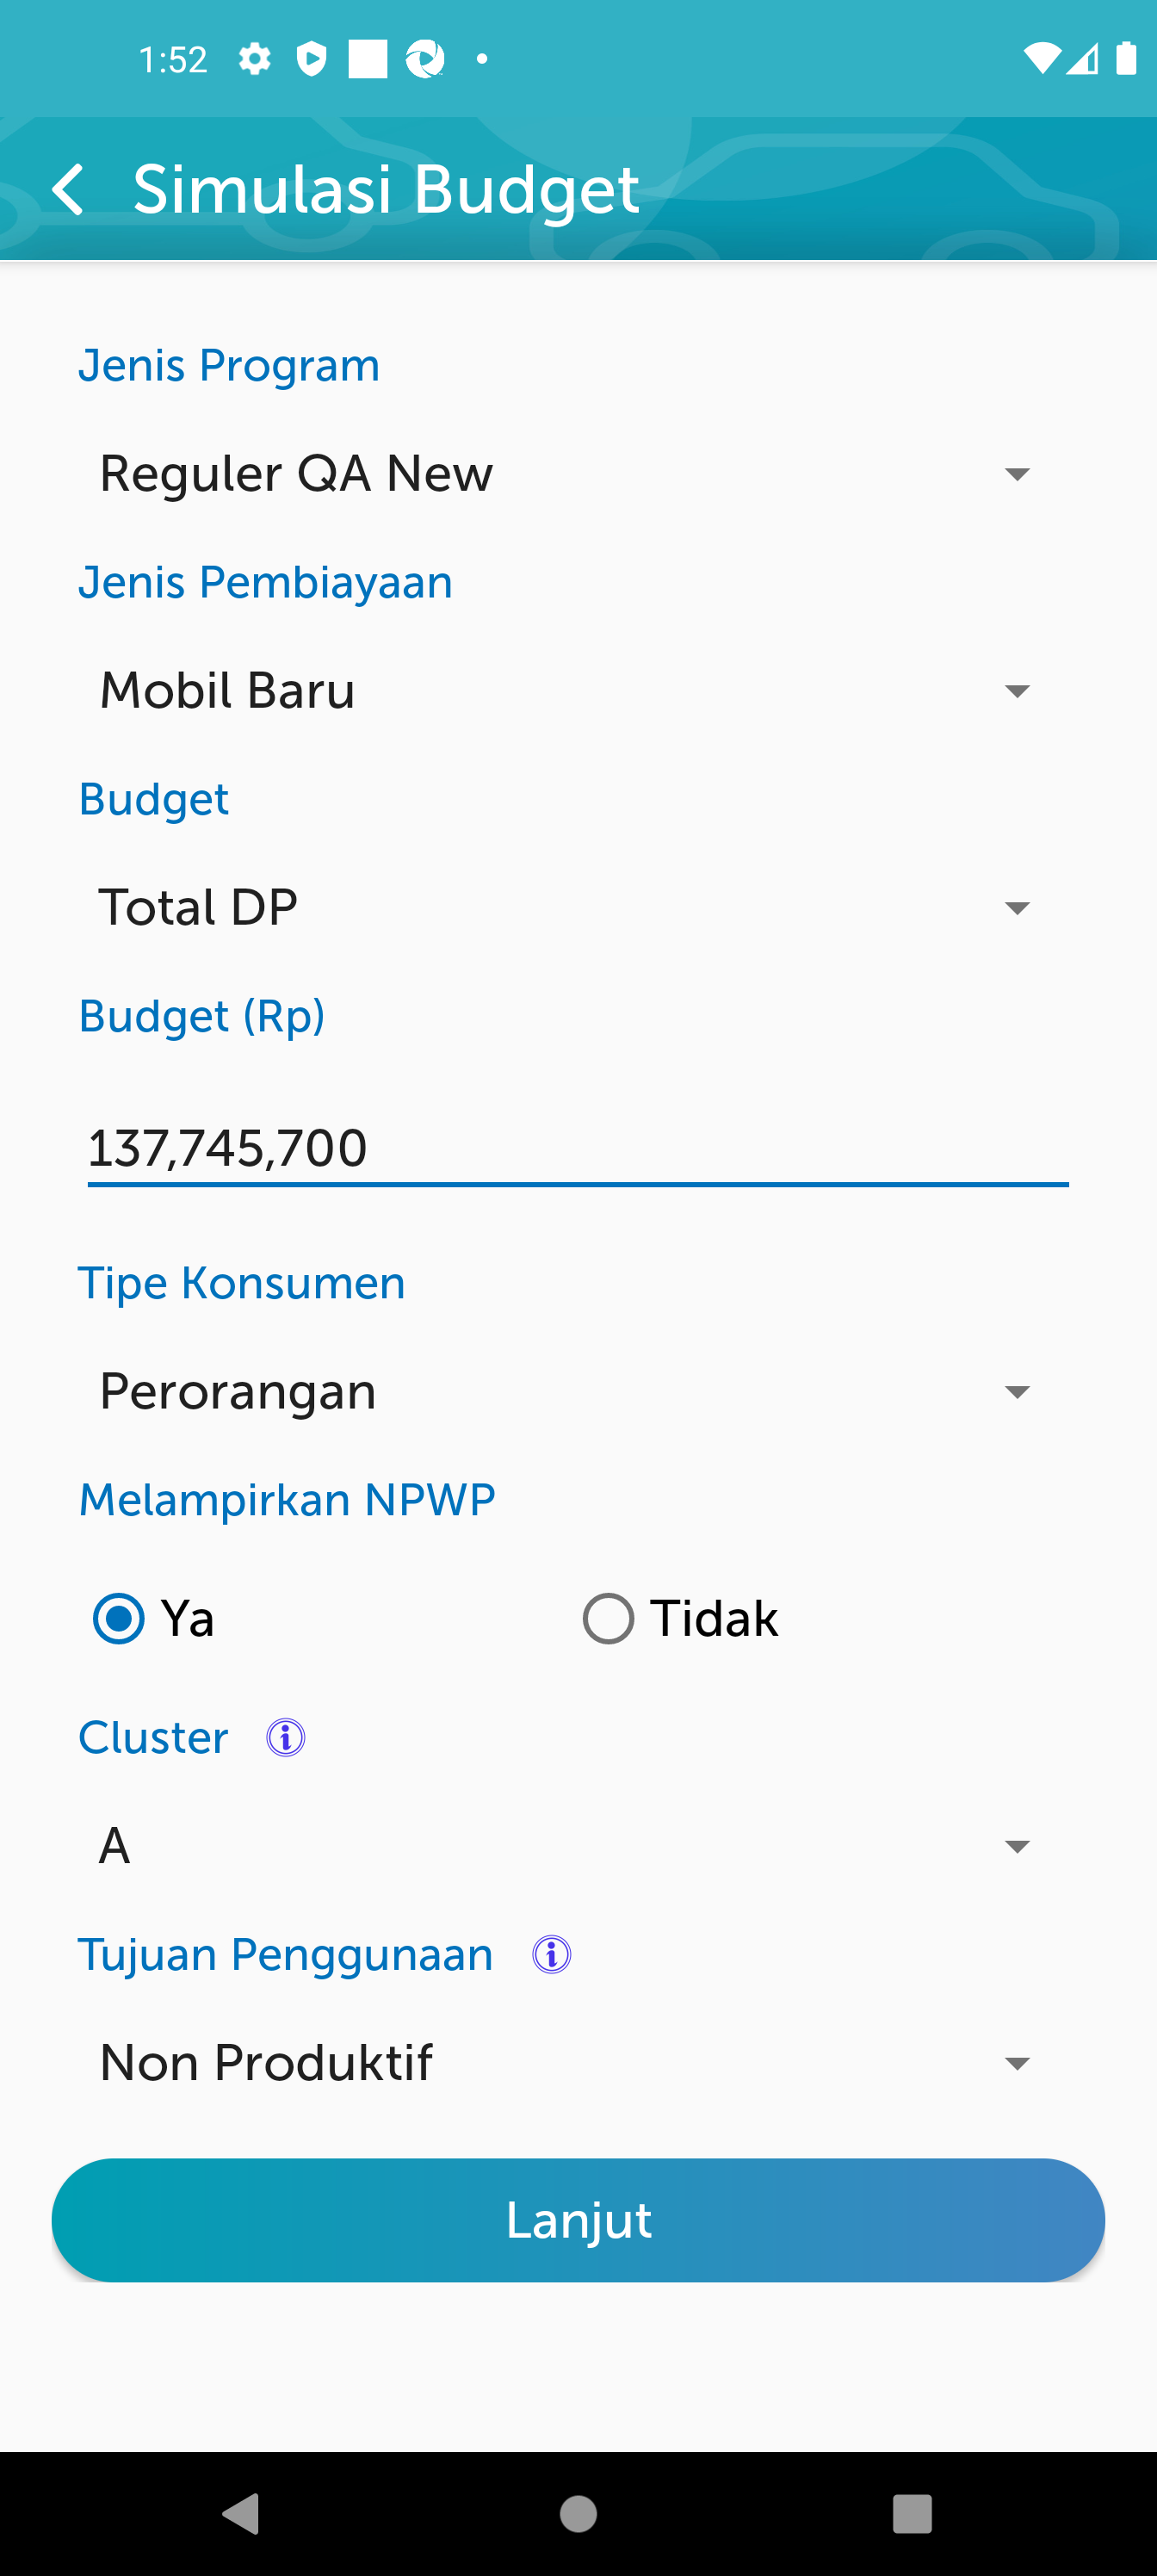 1:52
Simulasi Budget
Jenis Program
Reguler QA New
Jenis Pembiayaan
Mobil Baru
Budget
Total DP
Budget (Rp)
137,745,700
Tipe Konsumen
Perorangan
Melampirkan NPWP
Ya Tidak
Cluster
A
Tujuan Penggunaan
Non Produktif
Lanjut